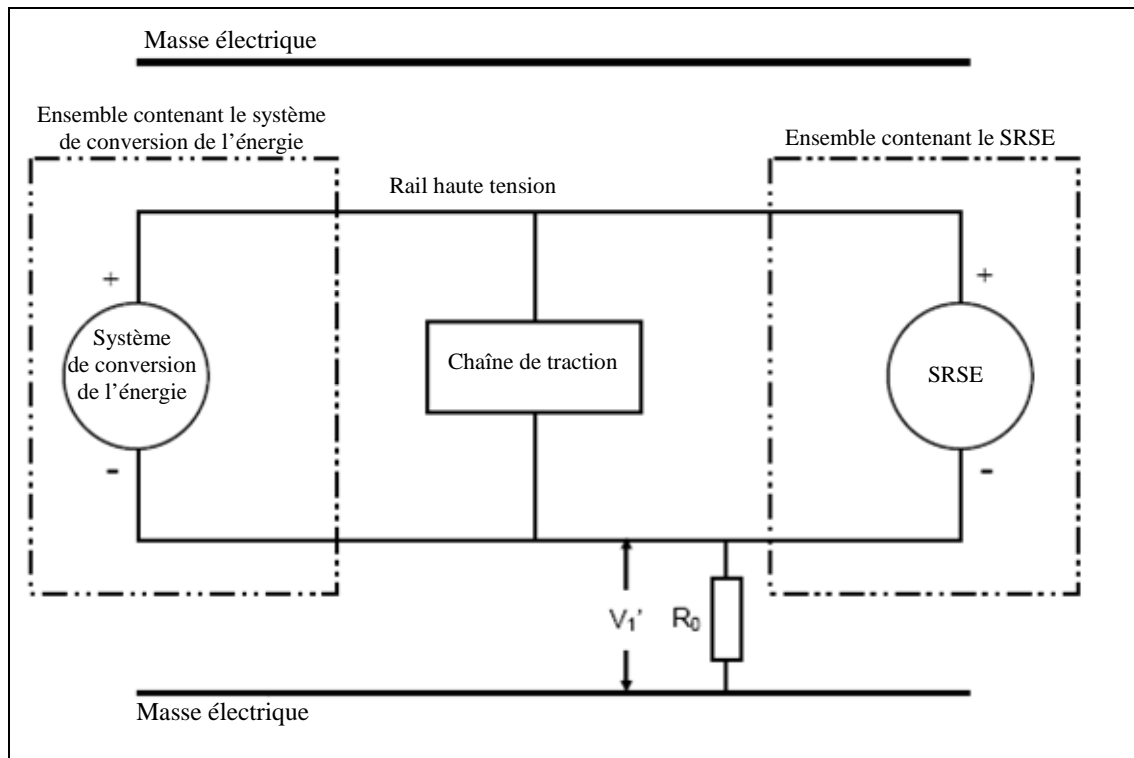 Masse électrique
Ensemble contenant le système
de conversion de l'énergie
Ensemble contenant le SRSE
Rail haute tension
+
+
Système
de conversion
de l'énergie
Chaîne de traction
SRSE
-
-
V₁'
R₀
Masse électrique